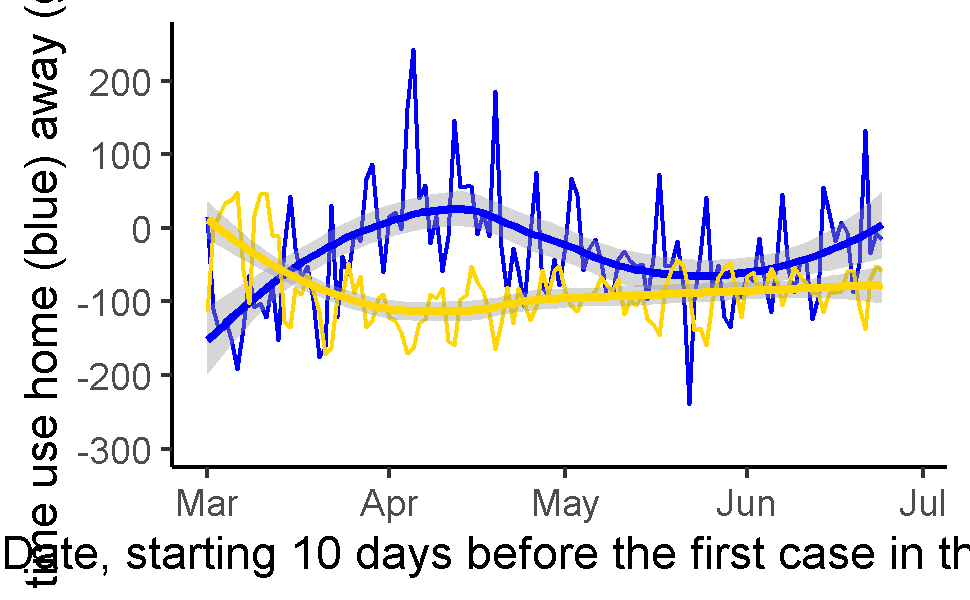 time use home (blue) away (
200
100
0
-100
-200
-300
Mar Apr May Jun Jul
Date, starting 10 days before the first case in th